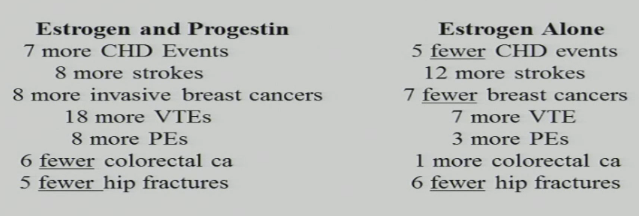 Estrogen and Progestin
7 more CHD Events
8 more strokes
8 more invasive breast cancers
18 more VTEs
8 more PEs
6 fewer colorectal ca
5 fewer hip fractures
Estrogen Alone
5 fewer CHD events
12 more strokes
7 fewer breast cancers
7 more VTE
3 more PEs
1 more colorectal ca
6 fewer hip fractures